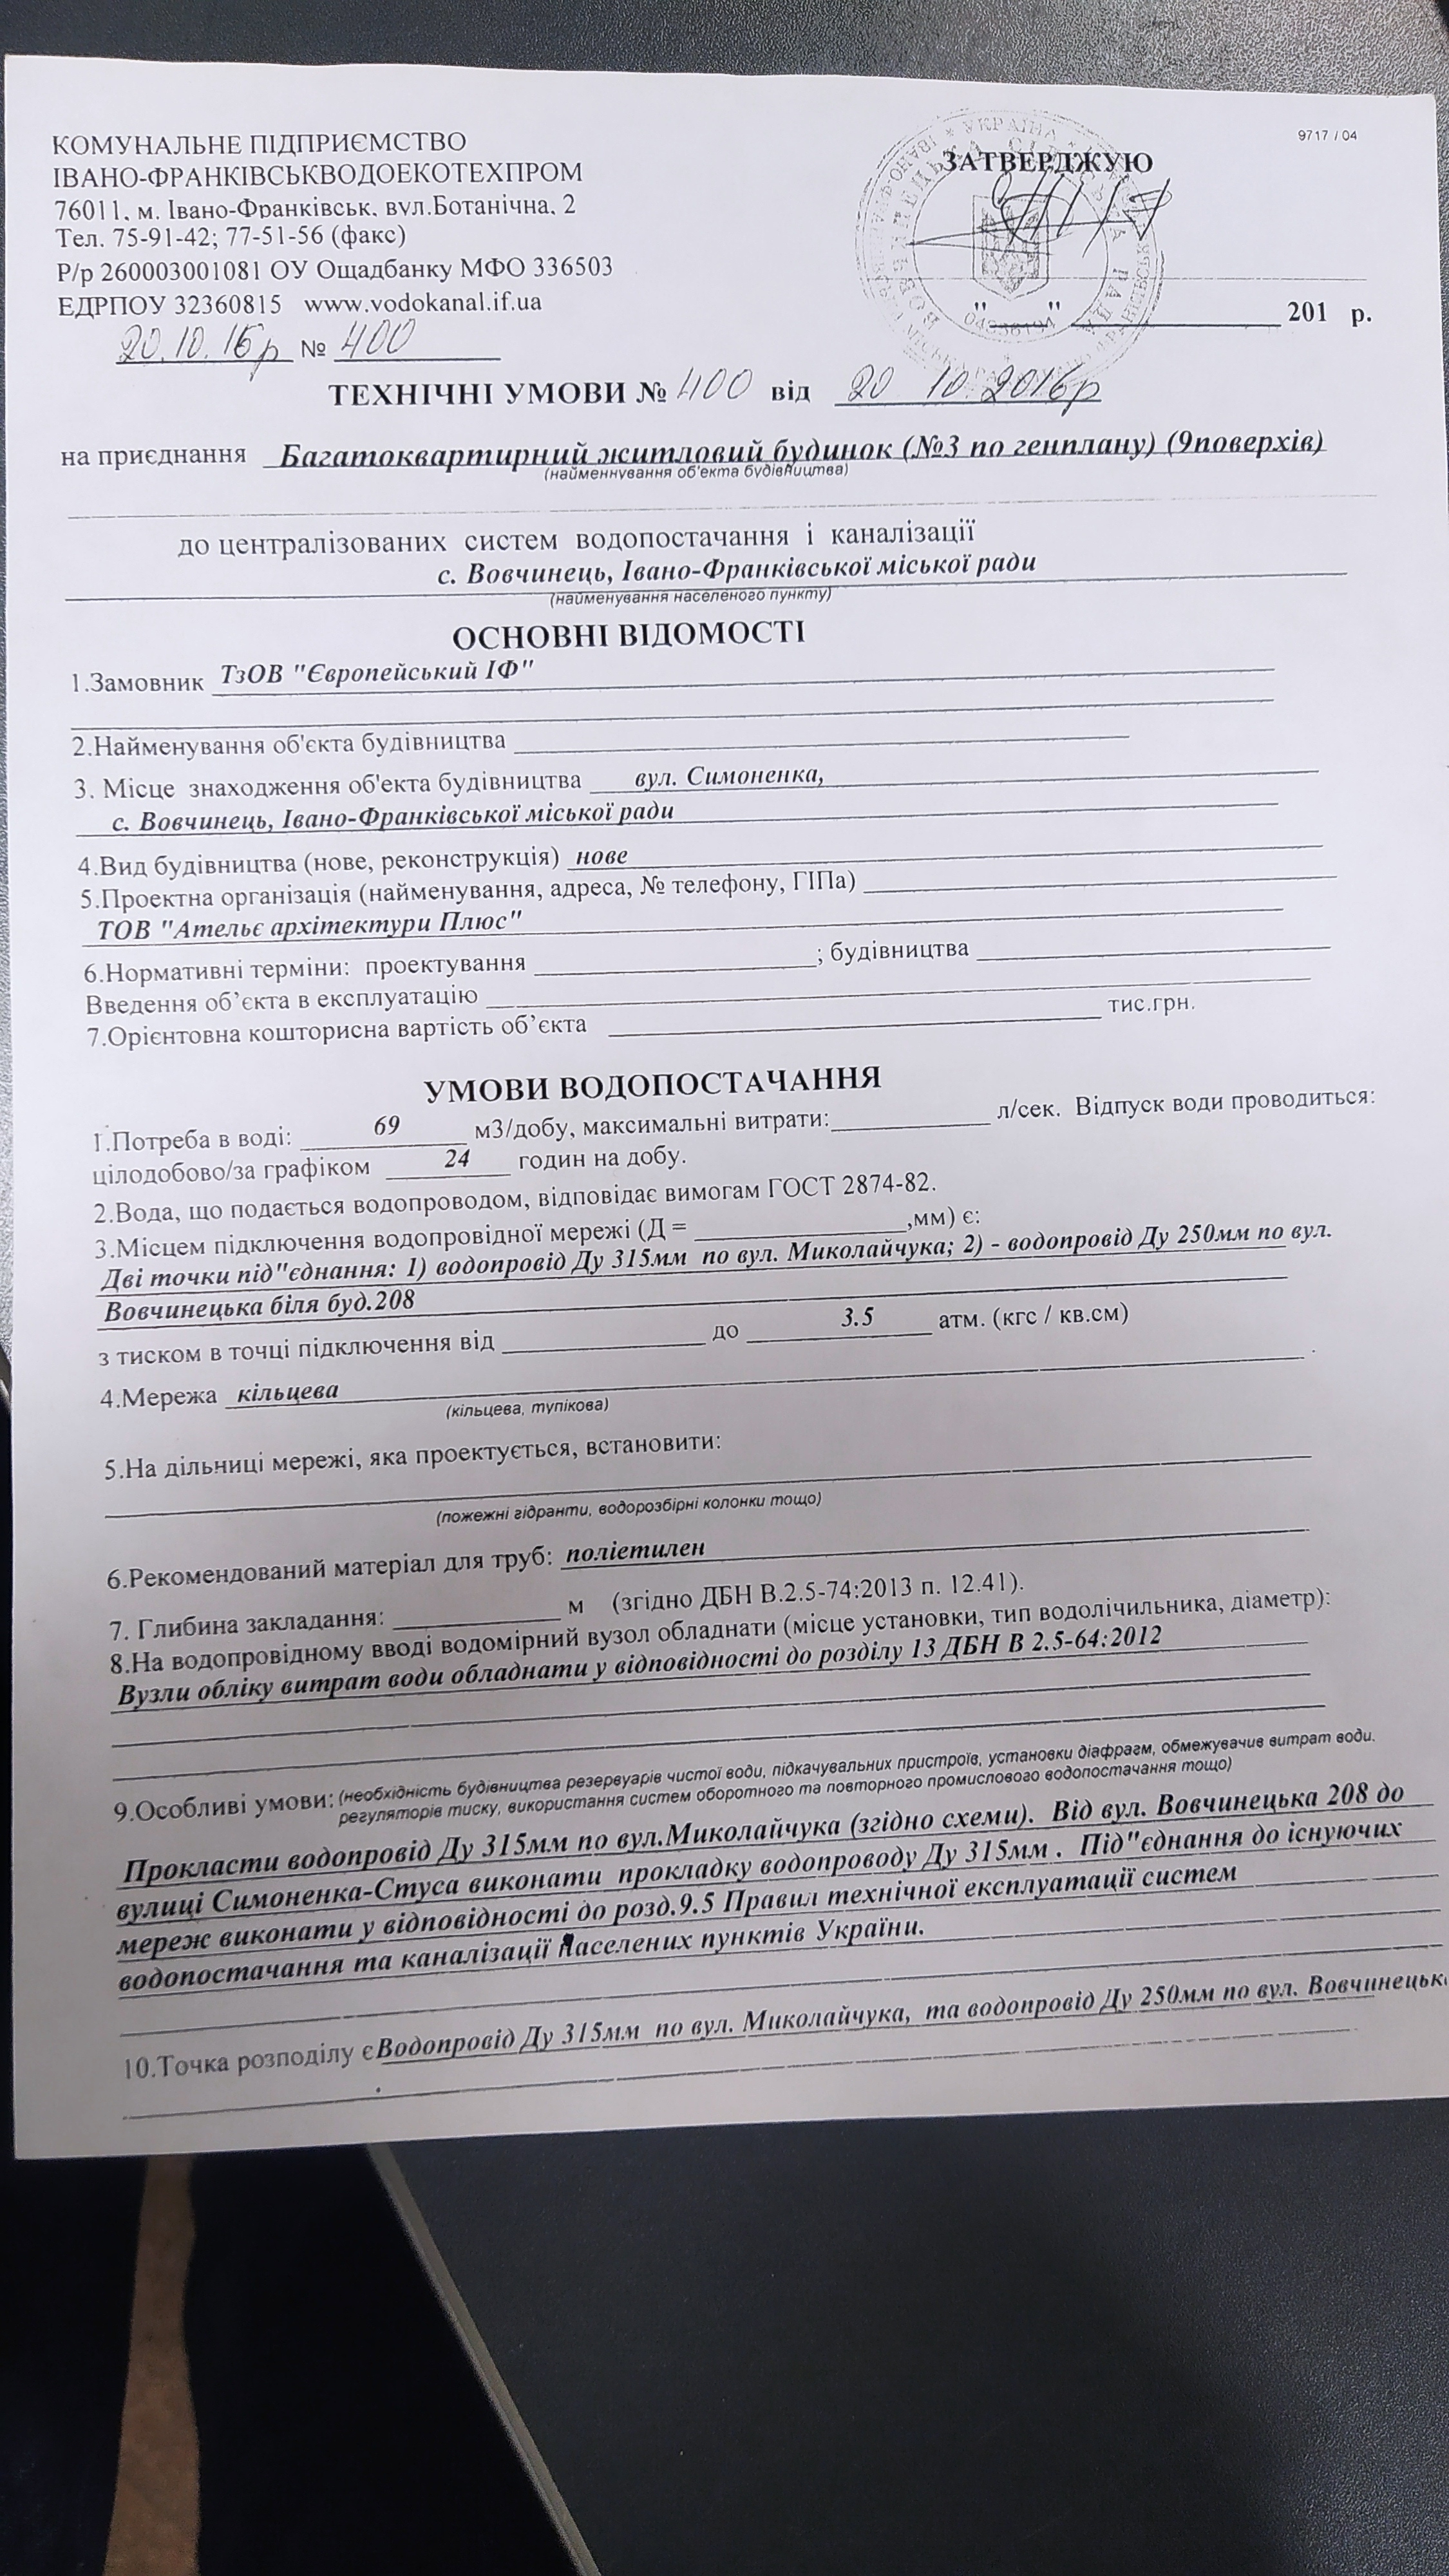 9717 / 04
КОМУНАЛЬНЕ ПІДПРИЄМСТВО
ІВАНО-ФРАНКІВСЬКВОДОЕКОТЕХПРОМ
76011, м. Івано-Франківськ, вул.Ботанічна, 2
Тел. 75-91-42; 77-51-56 (факс)
Р/р 26000300 1081 ОУ Ощадбанку МФО 336503
ЕДРПОУ 32360815 www.vodokanal.if.ua
20.10.16р № 400
ЗАТВЕРДЖУЮ
" " 201 р.
ТЕХНІЧНІ УМОВИ № 400 від 20 10 2016р
на приєднання Багатоквартирний житловий будинок (№3 по генплану) (9поверхів)
(найменнування об'єкта будівництва)
до централізованих систем водопостачання і каналізації
с. Вовчинець, Івано-Франківської міської ради
(найменування населеного пункту)
ОСНОВНІ ВІДОМОСТІ
1.Замовник ТзОВ "Європейський ІФ"
2.Найменування об'єкта будівництва
3. Місце знаходження об'єкта будівництва вул. Симоненка,
с. Вовчинець, Івано-Франківської міської ради
4.Вид будівництва (нове, реконструкція) нове
5.Проектна організація (найменування, адреса, № телефону, ГІПа)
ТОВ "Ательє архітектури Плюс"
6.Нормативні терміни: проектування ; будівництва
Введення об'єкта в експлуатацію
7.Орієнтовна кошторисна вартість об'єкта тис.грн.
УМОВИ ВОДОПОСТАЧАННЯ
1.Потреба в воді: 69 м3/добу, максимальні витрати: л/сек. Відпуск води проводиться:
цілодобово/за графіком 24 годин на добу.
2.Вода, що подається водопроводом, відповідає вимогам ГОСТ 2874-82.
3.Місцем підключення водопровідної мережі (Д = ,мм) є:
Дві точки під"єднання: 1) водопровід Ду 315мм по вул. Миколайчука; 2) - водопровід Ду 250мм по вул.
Вовчинецька біля буд.208
з тиском в точці підключення від до 3.5 атм. (кгс / кв.см)
4.Мережа кільцева
(кільцева, тупікова)
5.На дільниці мережі, яка проектується, встановити:
(пожежні гідранти, водорозбірні колонки тощо)
6.Рекомендований матеріал для труб: поліетилен
7. Глибина закладання: м (згідно ДБН В.2.5-74:2013 п. 12.41).
8.На водопровідному вводі водомірний вузол обладнати (місце установки, тип водолічильника, діаметр):
Вузли обліку витрат води обладнати у відповідності до розділу 13 ДБН В 2.5-64:2012
9.Особливі умови: (необхідність будівництва резервуарів чистої води, підкачувальних пристроїв, установки діафрагм, обмежувачив витрат води,
регуляторів тиску, використання систем оборотного та повторного промислового водопостачання тощо)
Прокласти водопровід Ду 315мм по вул.Миколайчука (згідно схеми). Від вул. Вовчинецька 208 до
вулиці Симоненка-Стуса виконати прокладку водопроводу Ду 315мм . Під"єднання до існуючих
мереж виконати у відповідності до розд.9.5 Правил технічної експлуатації систем
водопостачання та каналізації населених пунктів України.
10.Точка розподілу є Водопровід Ду 315мм по вул. Миколайчука, та водопровід Ду 250мм по вул. Вовчинецька